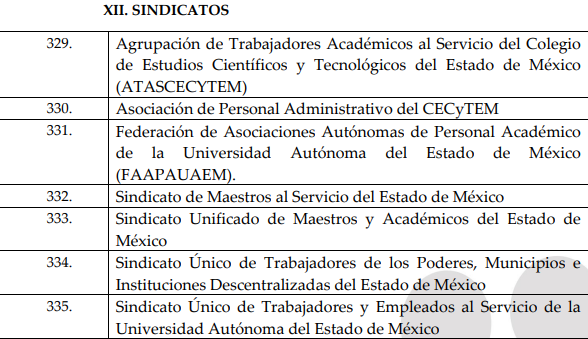 XII. SINDICATOS
329. Agrupación de Trabajadores Académicos al Servicio del Colegio
de Estudios Científicos y Tecnológicos del Estado de México
(ATASCECYTEM)
330. Asociación de Personal Administrativo del CECyTEM
331. Federación de Asociaciones Autónomas de Personal Académico
de la Universidad Autónoma del Estado de México
(FAAPAUAEM).
332. Sindicato de Maestros al Servicio del Estado de México
333. Sindicato Unificado de Maestros y Académicos del Estado de
México
334. Sindicato Único de Trabajadores de los Poderes, Municipios e
Instituciones Descentralizadas del Estado de México
335. Sindicato Único de Trabajadores y Empleados al Servicio de la
Universidad Autónoma del Estado de México